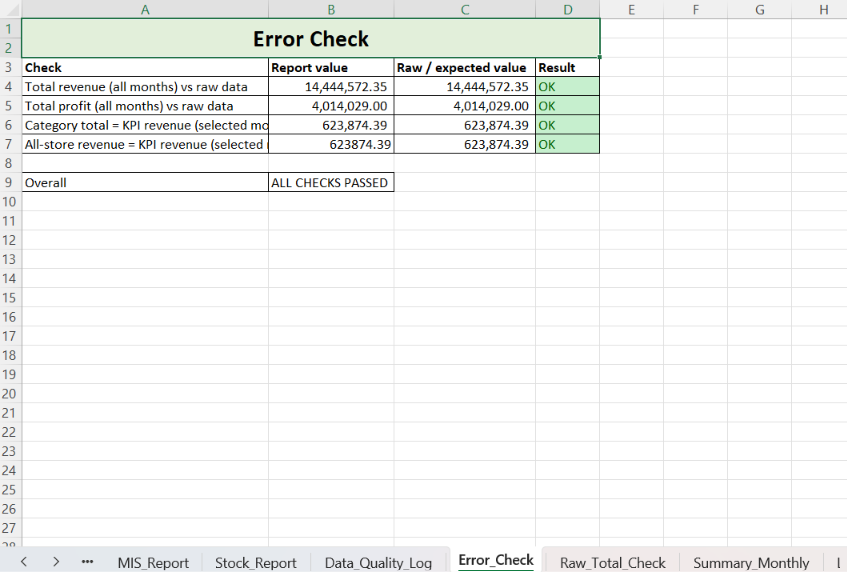 A B C D E F G H
1 Error Check
2
3 Check Report value Raw / expected value Result
4 Total revenue (all months) vs raw data 14,444,572.35 14,444,572.35 OK
5 Total profit (all months) vs raw data 4,014,029.00 4,014,029.00 OK
6 Category total = KPI revenue (selected mo 623,874.39 623,874.39 OK
7 All-store revenue = KPI revenue (selected 623874.39 623,874.39 OK
8
9 Overall ALL CHECKS PASSED
10
11
12
13
14
15
16
17
18
19
20
21
22
23
24
25
26
27
MIS_Report Stock_Report Data_Quality_Log Error_Check Raw_Total_Check Summary_Monthly